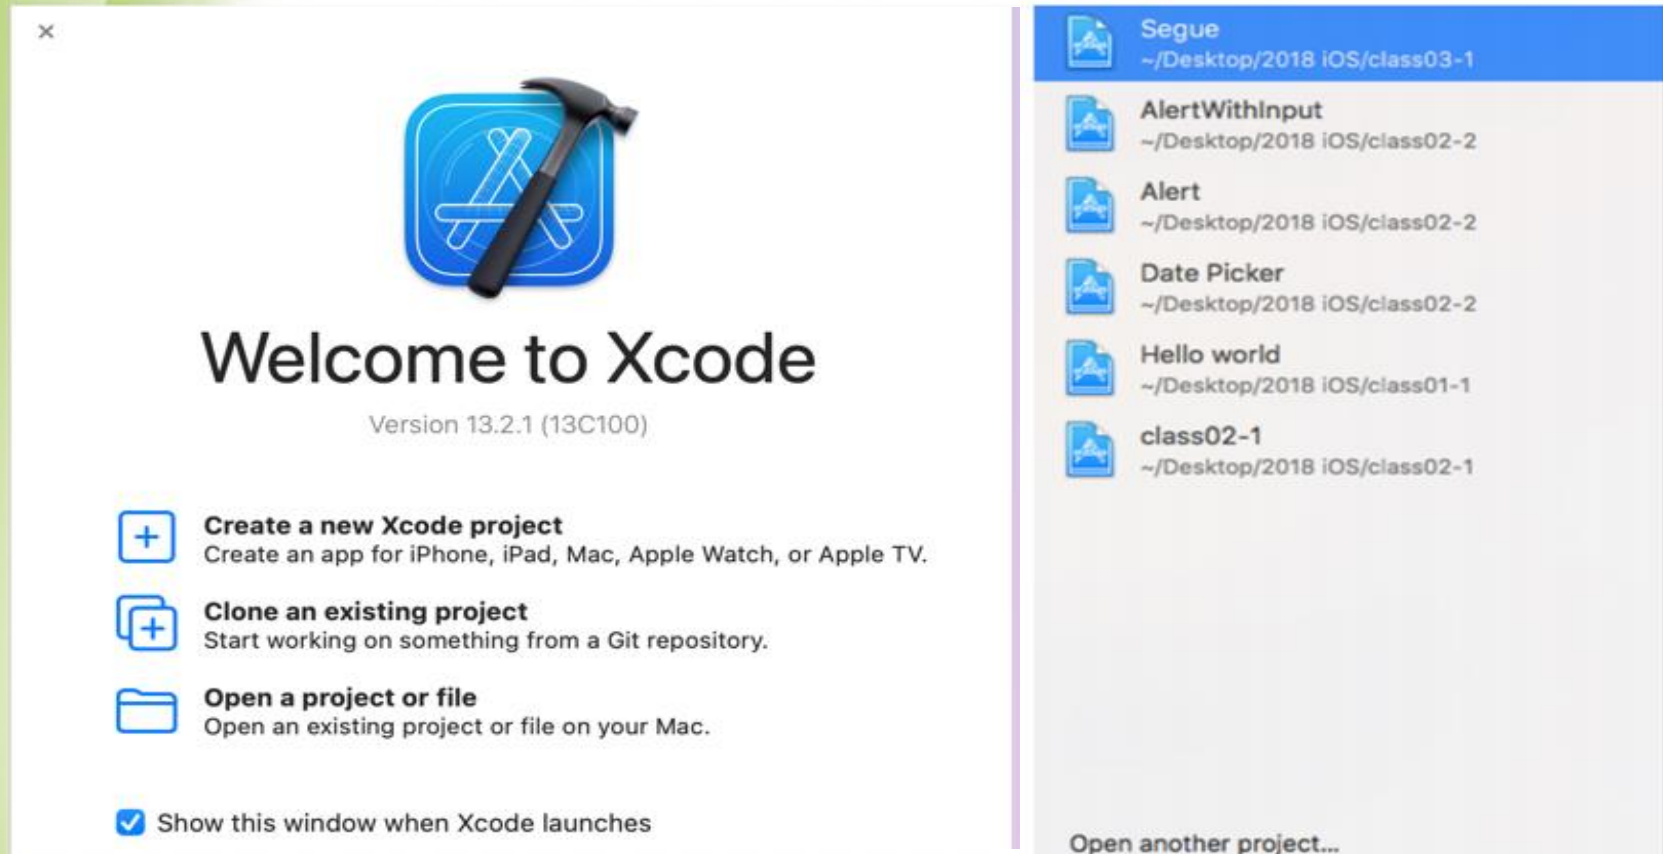 Welcome to Xcode
Version 13.2.1 (13C100)
Create a new Xcode project
Create an app for iPhone, iPad, Mac, Apple Watch, or Apple TV.
Clone an existing project
Start working on something from a Git repository.
Open a project or file
Open an existing project or file on your Mac.
Show this window when Xcode launches
Segue
~/Desktop/2018 iOS/class03-1
AlertWithInput
~/Desktop/2018 iOS/class02-2
Alert
~/Desktop/2018 iOS/class02-2
Date Picker
~/Desktop/2018 iOS/class02-2
Hello world
~/Desktop/2018 iOS/class01-1
class02-1
~/Desktop/2018 iOS/class02-1
Open another project...